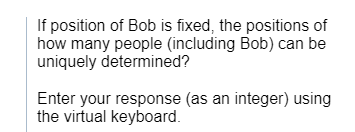 If position of Bob is fixed, the positions of
how many people (including Bob) can be
uniquely determined?
Enter your response (as an integer) using
the virtual keyboard.